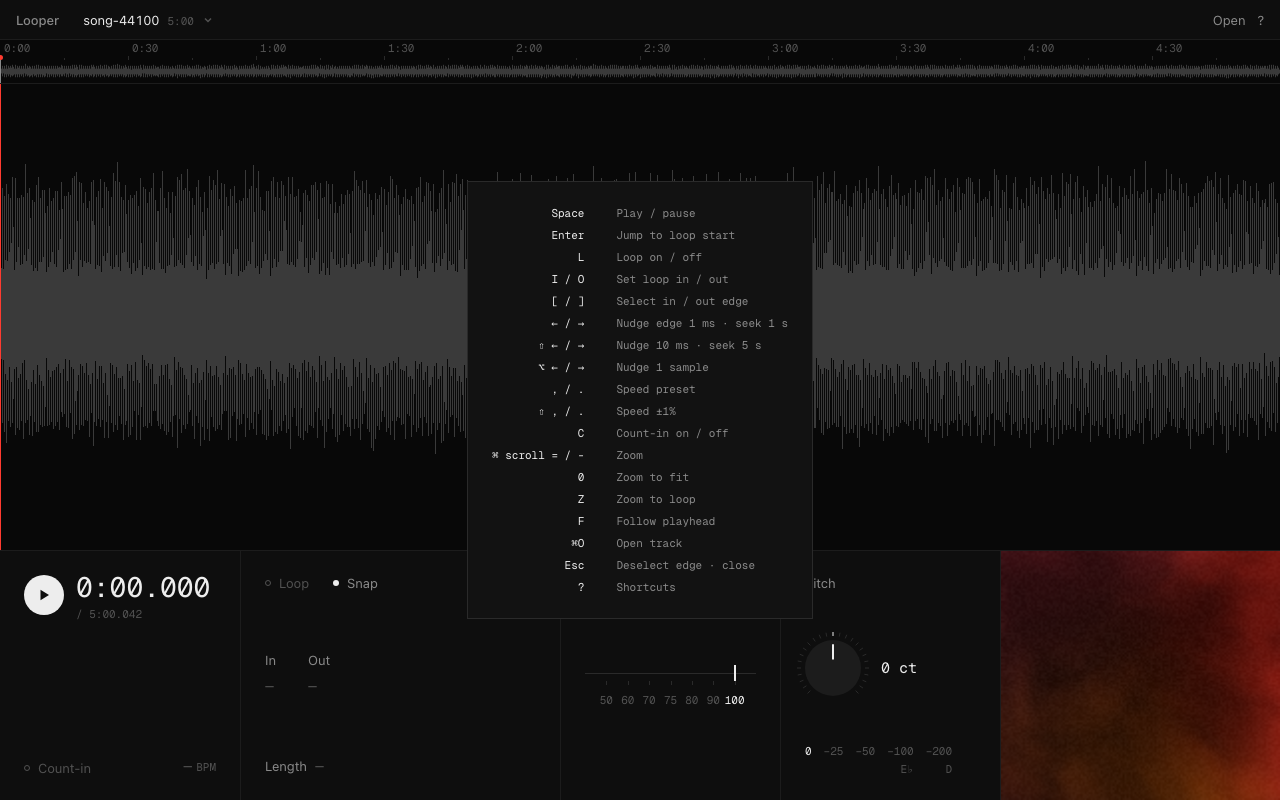 Looper song-44100 5:00 Open ?
0:00 0:30 1:00 1:30 2:00 2:30 3:00 3:30 4:00 4:30
Space Play / pause
Enter Jump to loop start
L Loop on / off
I / O Set loop in / out
[ / ] Select in / out edge
← / → Nudge edge 1 ms · seek 1 s
⇧ ← / → Nudge 10 ms · seek 5 s
⌥ ← / → Nudge 1 sample
, / . Speed preset
⇧ , / . Speed ±1%
C Count-in on / off
⌘ scroll = / - Zoom
0 Zoom to fit
Z Zoom to loop
F Follow playhead
⌘O Open track
Esc Deselect edge · close
? Shortcuts
0:00.000
/ 5:00.042
Count-in — BPM
Loop Snap
In Out
— —
Length —
50 60 70 75 80 90 100
itch
0 ct
0 −25 −50 −100 −200
E♭ D